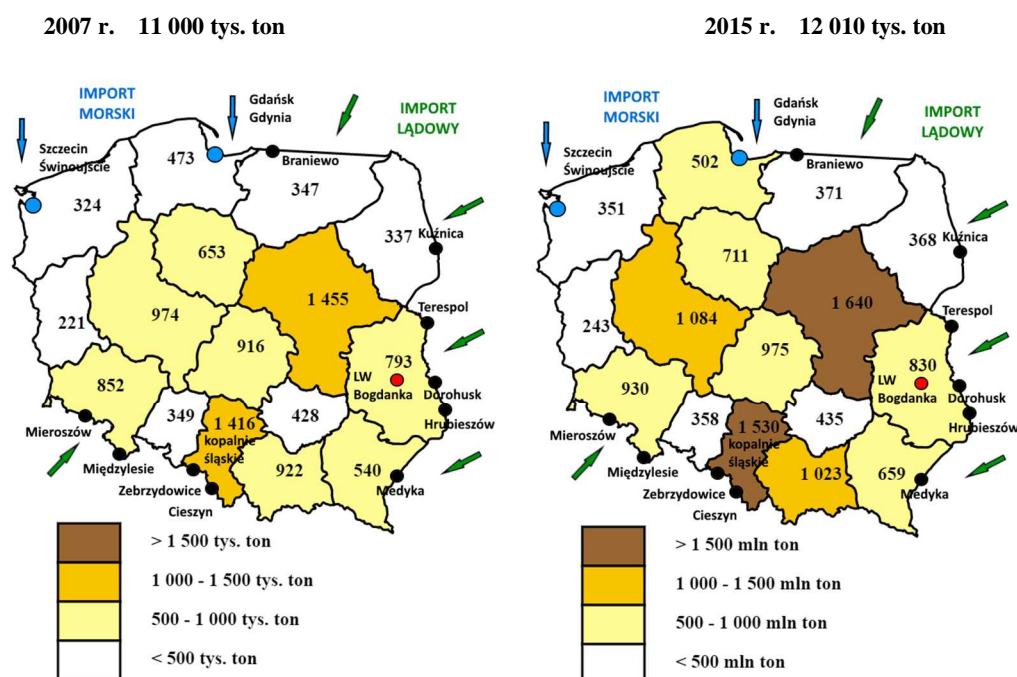 2007 r. 11 000 tys. ton
IMPORT
MORSKI
Gdańsk
Gdynia
IMPORT
LĄDOWY
Szczecin
Świnoujście
473
Braniewo
347
324
337
Kuźnica
653
1 455
221
974
Terespol
916
793
LW
Bogdanka
852
Dorohusk
349
1 416
428
Hrubieszów
Mieroszów
kopalnie
śląskie
Międzylesie
922
540
Medyka
Zebrzydowice
Cieszyn
> 1 500 tys. ton
1 000 - 1 500 tys. ton
500 - 1 000 tys. ton
< 500 tys. ton
2015 r. 12 010 tys. ton
IMPORT
MORSKI
Gdańsk
Gdynia
IMPORT
LĄDOWY
Szczecin
Świnoujście
502
Braniewo
371
351
368
Kuźnica
711
1 640
243
1 084
Terespol
975
830
LW
Bogdanka
930
Dorohusk
358
1 530
435
Hrubieszów
Mieroszów
kopalnie
śląskie
Międzylesie
1 023
659
Medyka
Zebrzydowice
Cieszyn
> 1 500 mln ton
1 000 - 1 500 mln ton
500 - 1 000 mln ton
< 500 mln ton